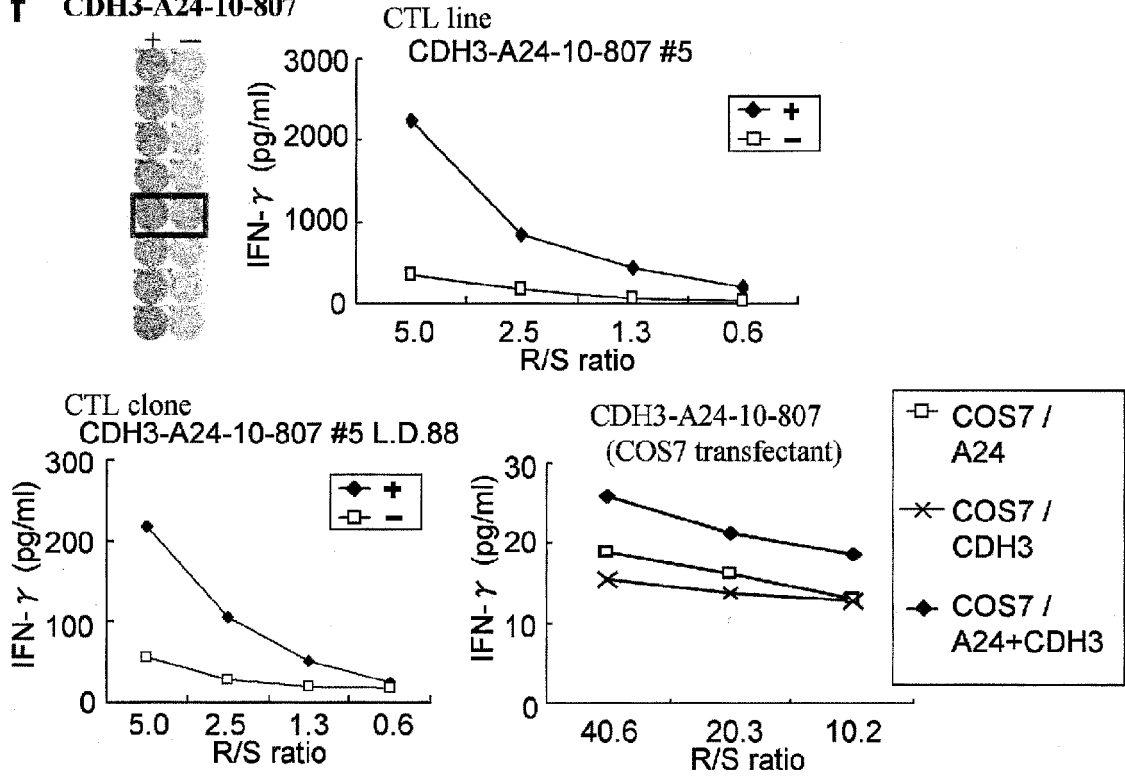 f CDH3-A24-10-807
+ −
CTL line
CDH3-A24-10-807 #5
IFN-γ (pg/ml)
3000
2000
1000
0
5.0 2.5 1.3 0.6
R/S ratio
+
−
CTL clone
CDH3-A24-10-807 #5 L.D.88
IFN-γ (pg/ml)
300
200
100
0
5.0 2.5 1.3 0.6
R/S ratio
+
−
CDH3-A24-10-807
(COS7 transfectant)
IFN-γ (pg/ml)
30
20
10
0
40.6 20.3 10.2
R/S ratio
COS7 /
A24
COS7 /
CDH3
COS7 /
A24+CDH3